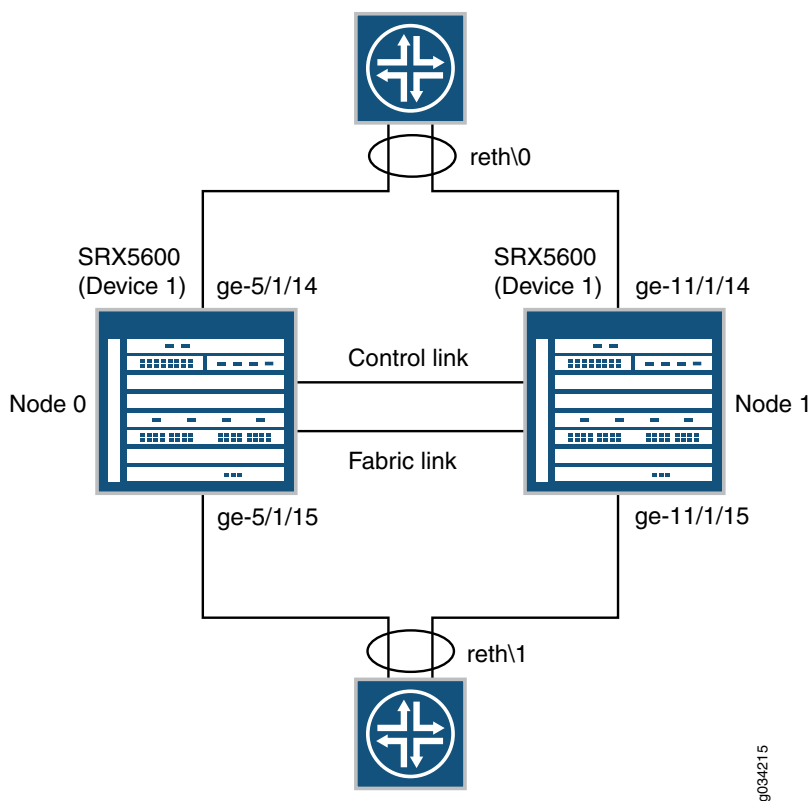 reth\0
SRX5600
(Device 1)
ge-5/1/14
SRX5600
(Device 1)
ge-11/1/14
Control link
Node 0
Node 1
Fabric link
ge-5/1/15
ge-11/1/15
reth\1
g034215